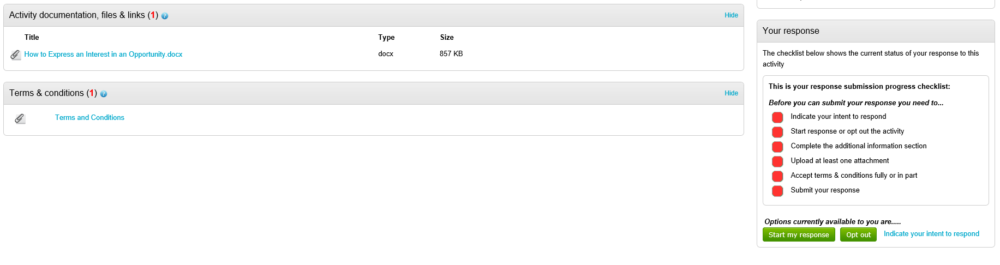 Activity documentation, files & links (1) ?
Hide
Title Type Size
How to Express an Interest in an Opportunity.docx docx 857 KB
Terms & conditions (1) ?
Hide
Terms and Conditions
Your response
The checklist below shows the current status of your response to this
activity
This is your response submission progress checklist:
Before you can submit your response you need to...
Indicate your intent to respond
Start response or opt out the activity
Complete the additional information section
Upload at least one attachment
Accept terms & conditions fully or in part
Submit your response
Options currently available to you are.....
Start my response Opt out Indicate your intent to respond